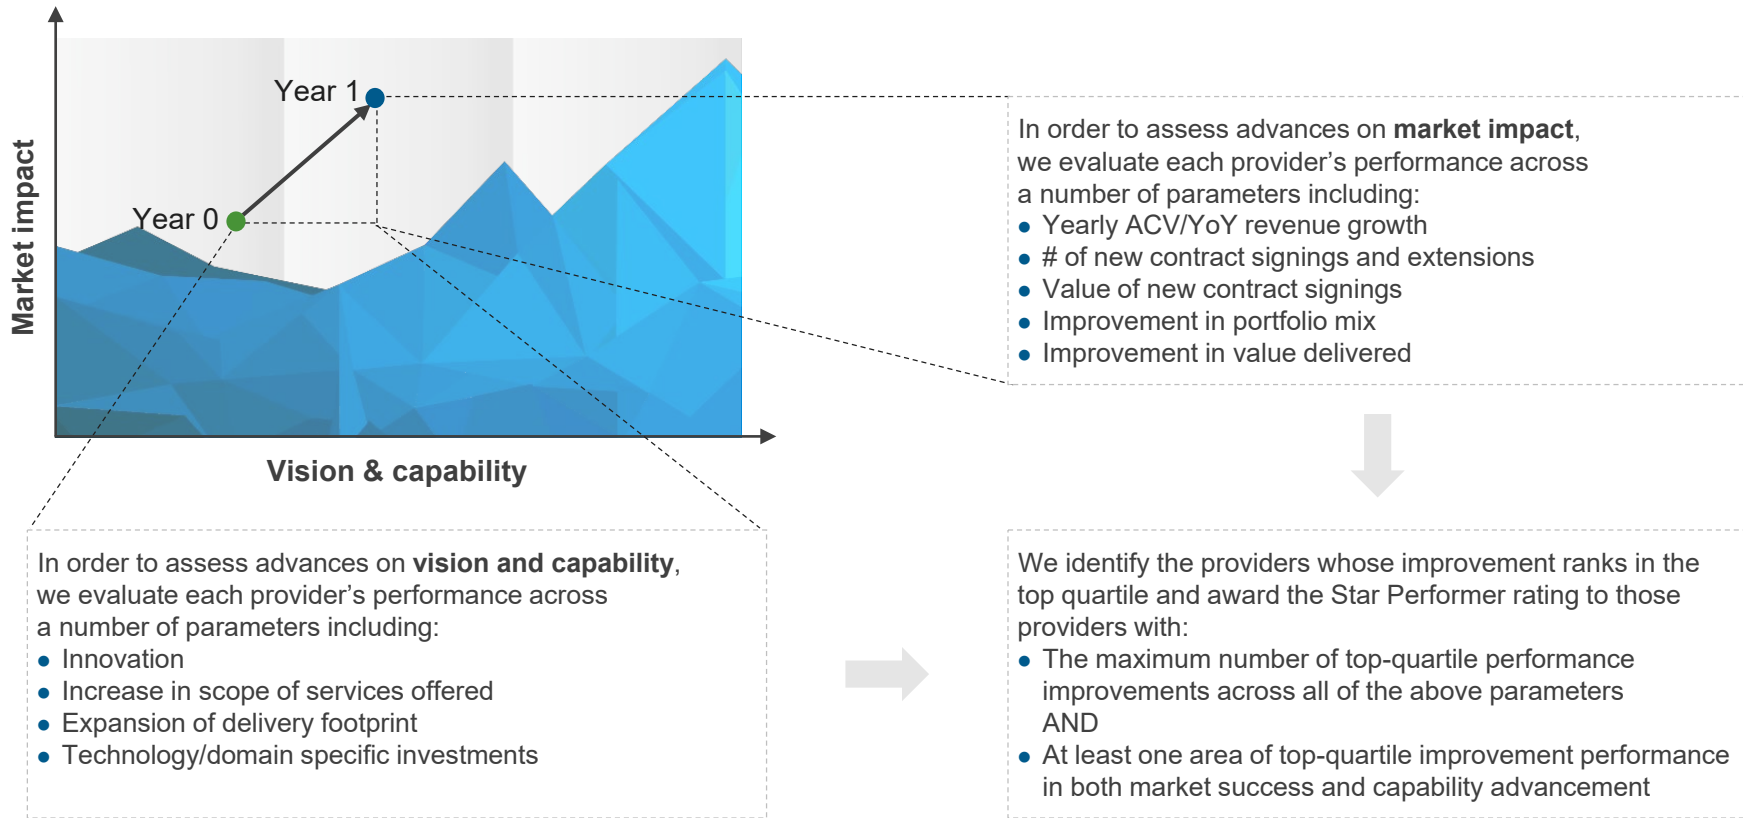 Year 1
Year 0
Market impact
Vision & capability
In order to assess advances on market impact,
we evaluate each provider’s performance across
a number of parameters including:
● Yearly ACV/YoY revenue growth
● # of new contract signings and extensions
● Value of new contract signings
● Improvement in portfolio mix
● Improvement in value delivered
In order to assess advances on vision and capability,
we evaluate each provider’s performance across
a number of parameters including:
● Innovation
● Increase in scope of services offered
● Expansion of delivery footprint
● Technology/domain specific investments
We identify the providers whose improvement ranks in the
top quartile and award the Star Performer rating to those
providers with:
● The maximum number of top-quartile performance
improvements across all of the above parameters
AND
● At least one area of top-quartile improvement performance
in both market success and capability advancement